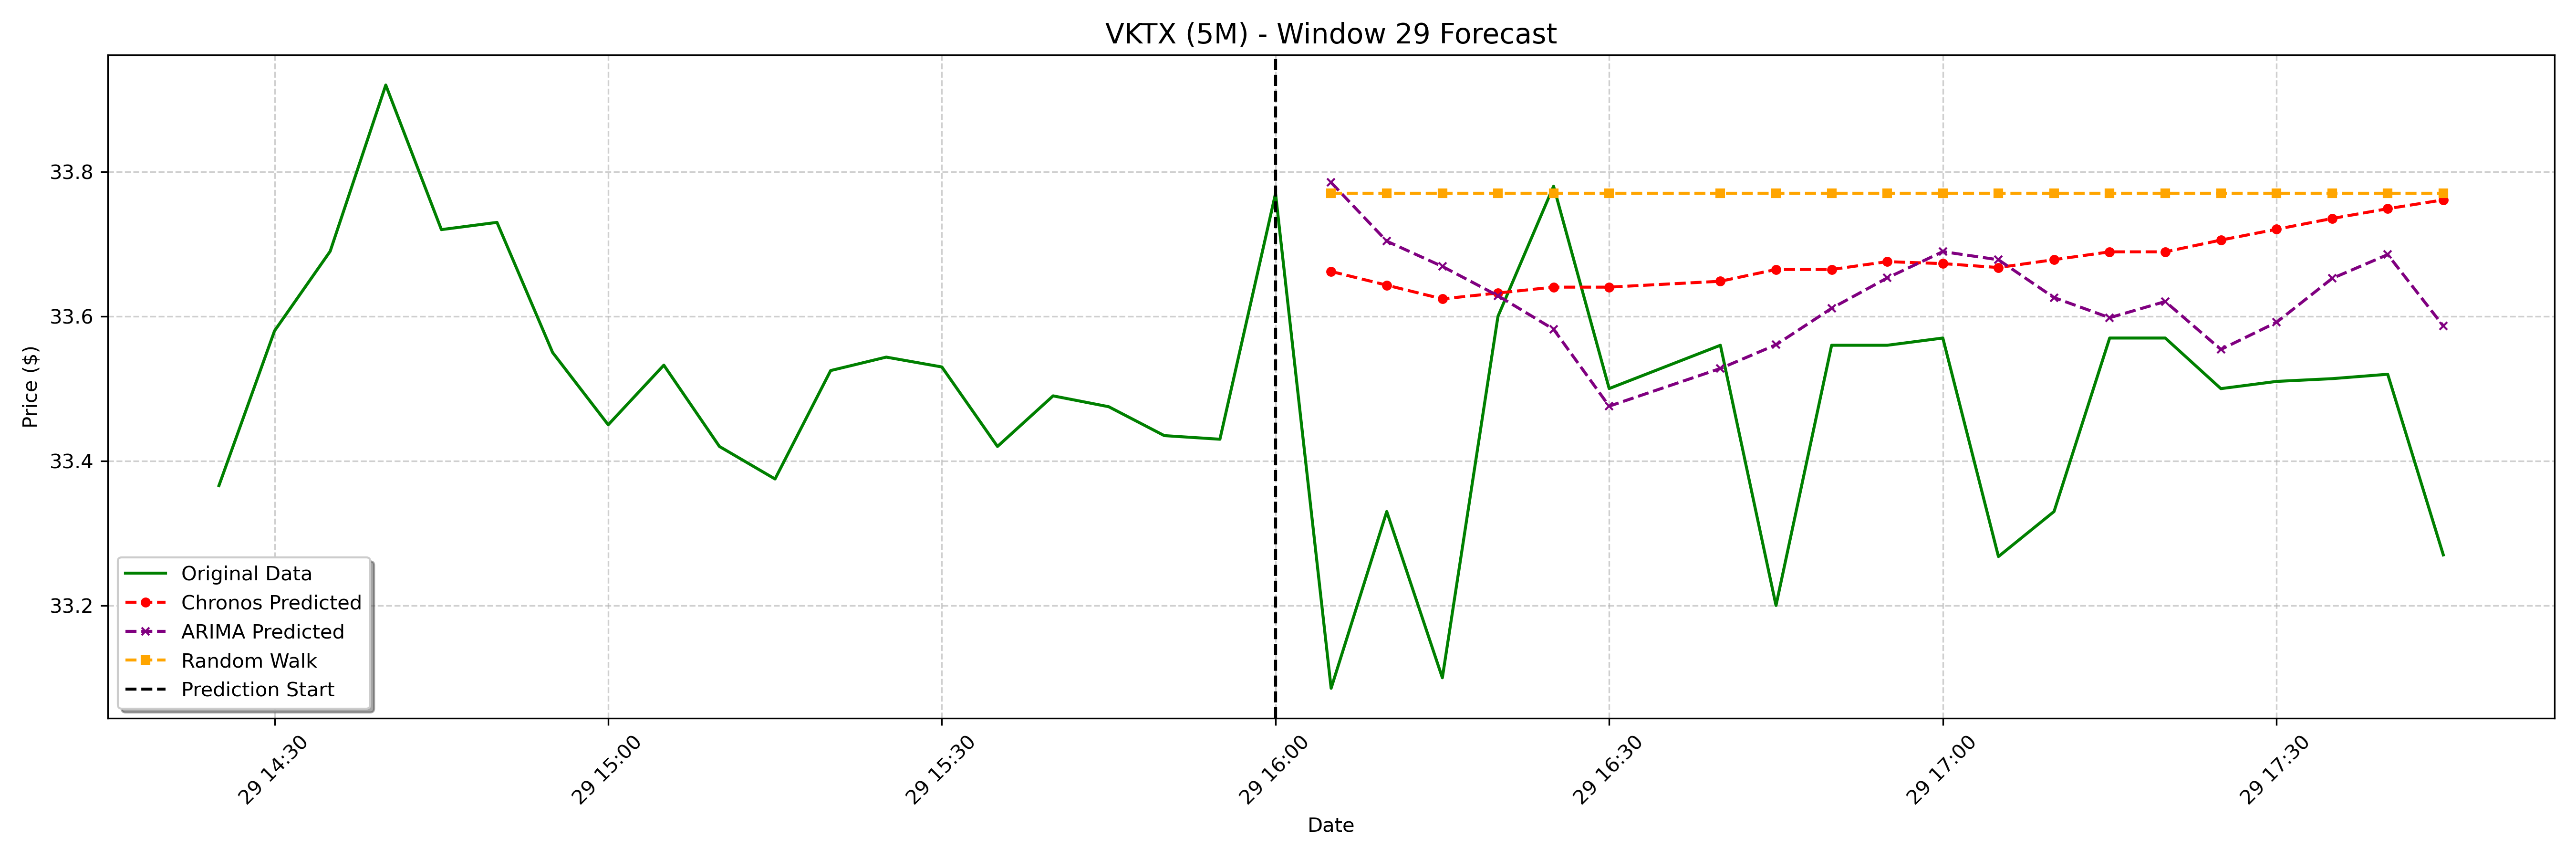 VKTX (5M) - Window 29 Forecast
Price ($)
33.8
33.6
33.4
33.2
Original Data
Chronos Predicted
ARIMA Predicted
Random Walk
Prediction Start
29 14:30
29 15:00
29 15:30
29 16:00
29 16:30
29 17:00
29 17:30
Date